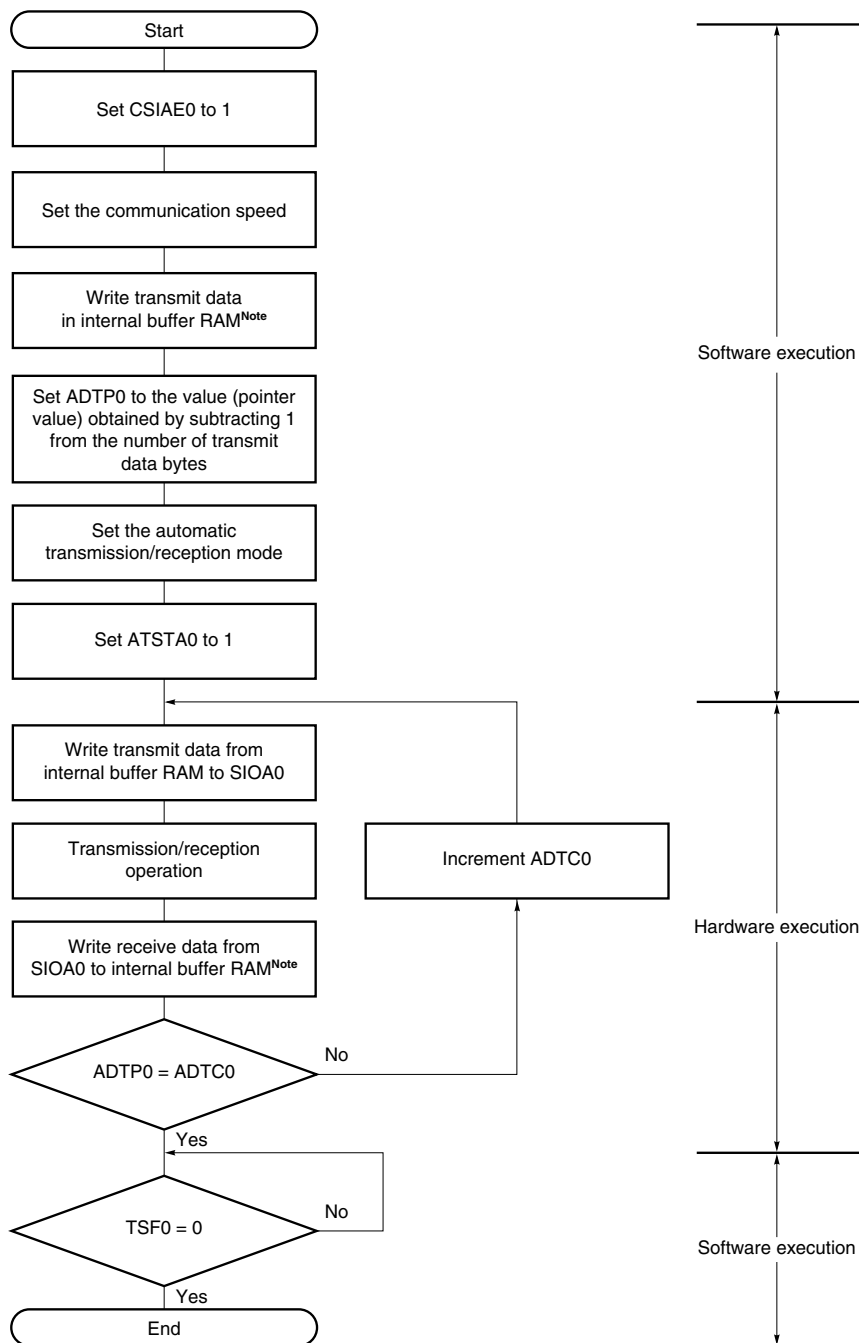 Start
Set CSIAE0 to 1
Set the communication speed
Write transmit data
in internal buffer RAMNote
Software execution
Set ADTP0 to the value (pointer
value) obtained by subtracting 1
from the number of transmit
data bytes
Set the automatic
transmission/reception mode
Set ATSTA0 to 1
Write transmit data from
internal buffer RAM to SIOA0
Transmission/reception
operation
Increment ADTC0
Hardware execution
Write receive data from
SIOA0 to internal buffer RAMNote
ADTP0 = ADTC0
No
Yes
TSF0 = 0
No
Software execution
Yes
End